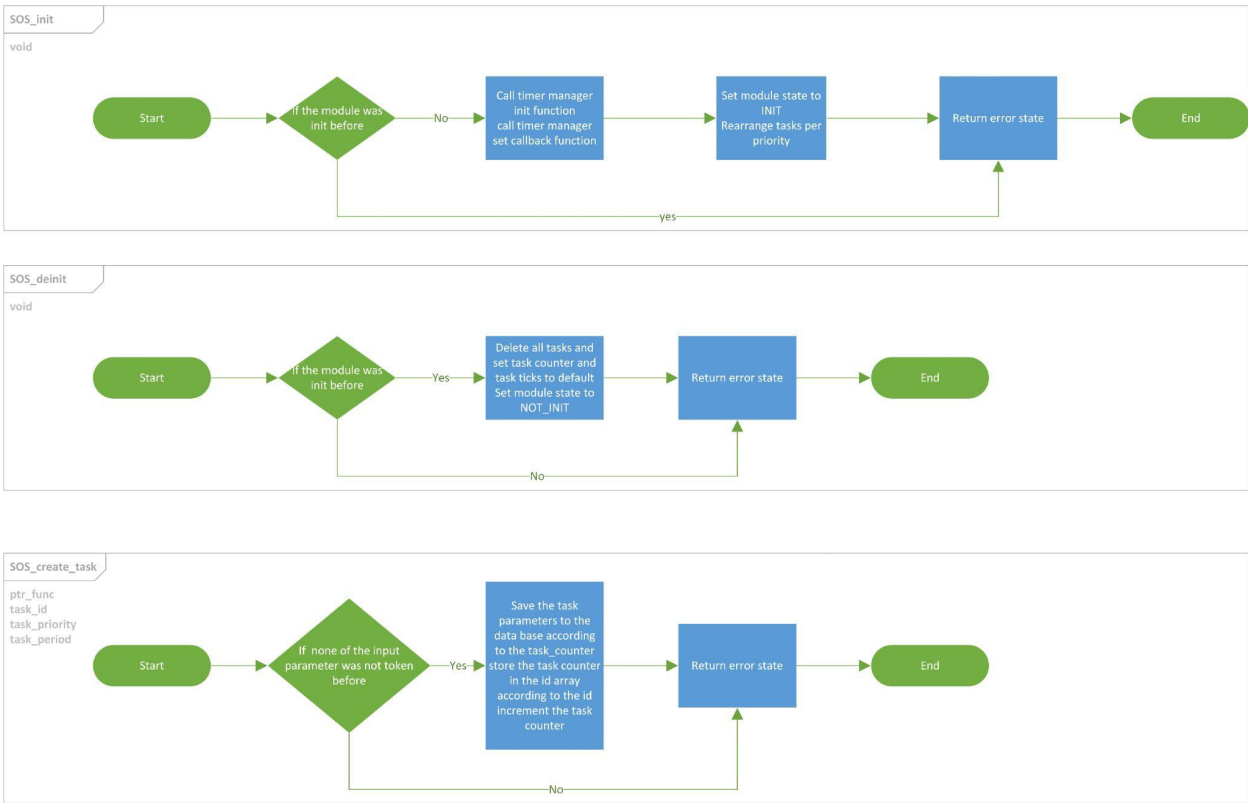 SOS_init
void
Start
If the module was
init before
No
Call timer manager
init function
call timer manager
set callback function
Set module state to
INIT
Rearrange tasks per
priority
Return error state
End
yes
SOS_deinit
void
Start
If the module was
init before
Yes
Delete all tasks and
set task counter and
task ticks to default
Set module state to
NOT_INIT
Return error state
End
No
SOS_create_task
ptr_func
task_id
task_priority
task_period
Start
If none of the input
parameter was not token
before
Yes
Save the task
parameters to the
data base according
to the task_counter
store the task counter
in the id array
according to the id
increment the task
counter
Return error state
End
No